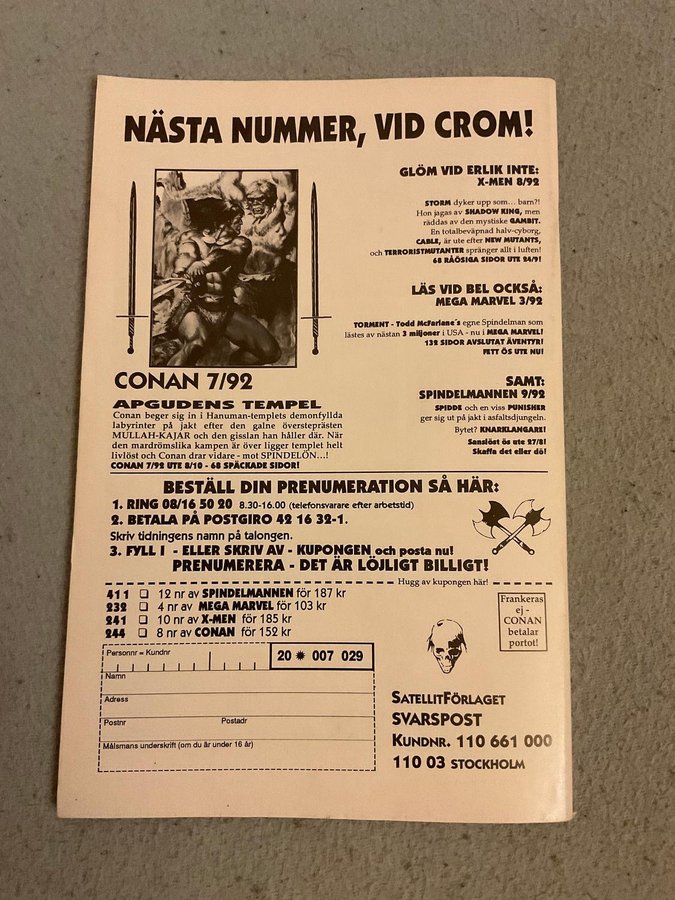 NÄSTA NUMMER, VID CROM!
CONAN 7/92
APGUDENS TEMPEL
Conan beger sig in i Hanuman-templets demonfyllda
labyrinter på jakt efter den galne översteprästen
MULLAH-KAJAR och den gisslan han håller där. När
den mardrömslika kampen är över ligger templet helt
livlöst och Conan drar vidare - mot SPINDELÖN...!
CONAN 7/92 UTE 8/10 - 68 SPÄCKADE SIDOR!
GLÖM VID ERLIK INTE:
X-MEN 8/92
STORM dyker upp som... barn?!
Hon jagas av SHADOW KING, men
räddas av den mystiske GAMBIT.
En totalbeväpnad halv-cyborg,
CABLE, är ute efter NEW MUTANTS,
och TERRORISTMUTANTER spränger allt i luften!
68 RÅÖSIGA SIDOR UTE 24/9!
LÄS VID BEL OCKSÅ:
MEGA MARVEL 3/92
TORMENT - Todd McFarlane´s egne Spindelman som
lästes av nästan 3 miljoner i USA - nu i MEGA MARVEL!
132 SIDOR AVSLUTAT ÄVENTYR!
FETT ÖS UTE NU!
SAMT:
SPINDELMANNEN 9/92
SPIDDE och en viss PUNISHER
ger sig ut på jakt i asfaltsdjungeln.
Bytet? KNARKLANGARE!
Sanslöst ös ute 27/8!
Skaffa det eller dö!
BESTÄLL DIN PRENUMERATION SÅ HÄR:
1. RING 08/16 50 20 8.30-16.00 (telefonsvarare efter arbetstid)
2. BETALA PÅ POSTGIRO 42 16 32-1.
Skriv tidningens namn på talongen.
3. FYLL I - ELLER SKRIV AV - KUPONGEN och posta nu!
PRENUMERERA - DET ÄR LÖJLIGT BILLIGT!
Hugg av kupongen här!
411 12 nr av SPINDELMANNEN för 187 kr
232 4 nr av MEGA MARVEL för 103 kr
241 10 nr av X-MEN för 185 kr
244 8 nr av CONAN för 152 kr
Frankeras
ej -
CONAN
betalar
portot!
Personnr = Kundnr
20 ✷ 007 029
Namn
Adress
Postnr Postadr
Målsmans underskrift (om du är under 16 år)
SATELLITFÖRLAGET
SVARSPOST
KUNDNR. 110 661 000
110 03 STOCKHOLM